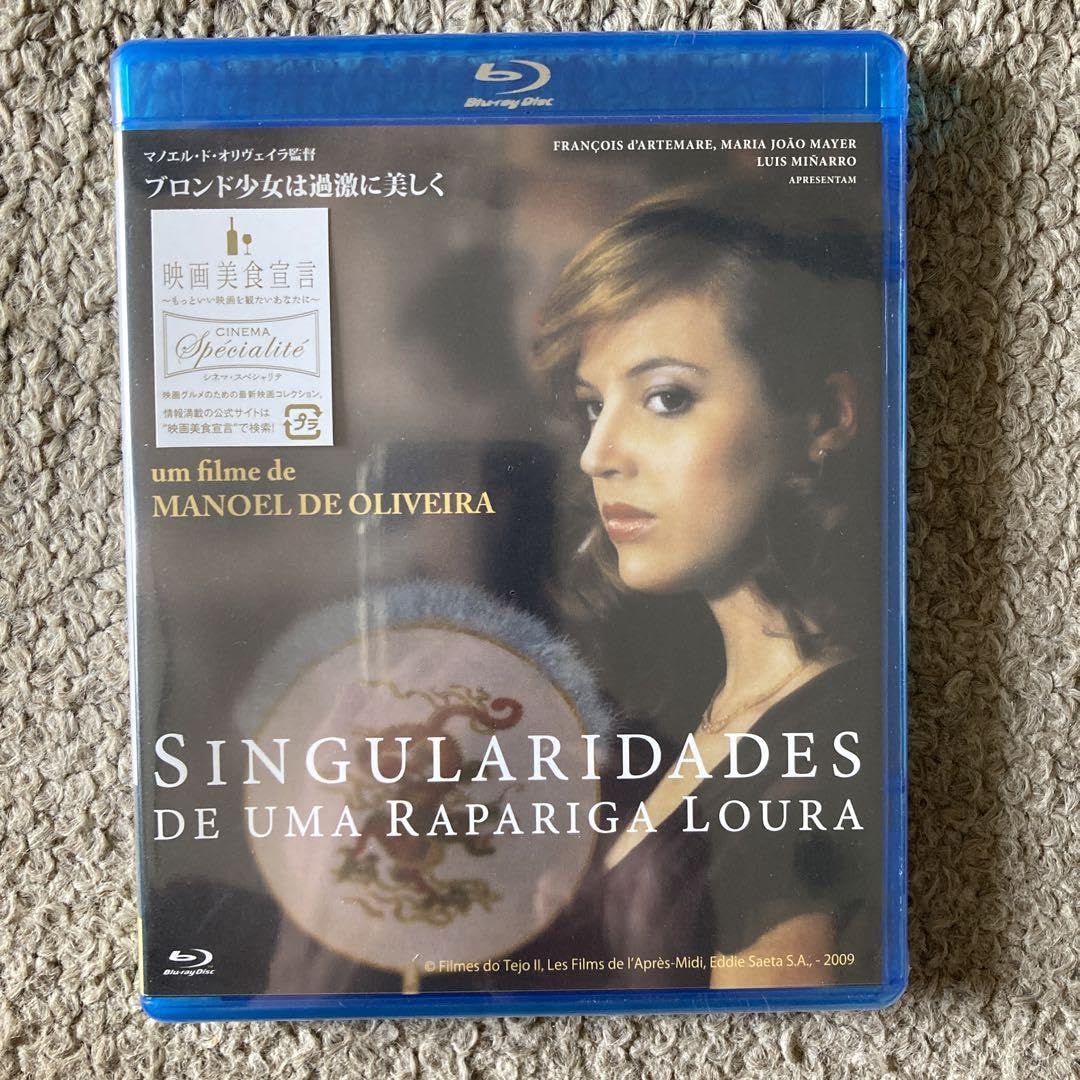 Blu-ray Disc
マノエル・ド・オリヴェイラ監督
ブロンド少女は過激に美しく
FRANÇOIS d'ARTEMARE, MARIA JOÃO MAYER
LUIS MIÑARRO
APRESENTAM
映画美食宣言
～もっといい映画を観たいあなたに～
CINEMA
Spécialité
シネマ・スペシャリテ
映画グルメのための最新映画コレクション。
情報満載の公式サイトは
"映画美食宣言"で検索!
プラ
um filme de
MANOEL DE OLIVEIRA
SINGULARIDADES
DE UMA RAPARIGA LOURA
Blu-ray Disc
© Filmes do Tejo II, Les Films de l'Après-Midi, Eddie Saeta S.A., - 2009